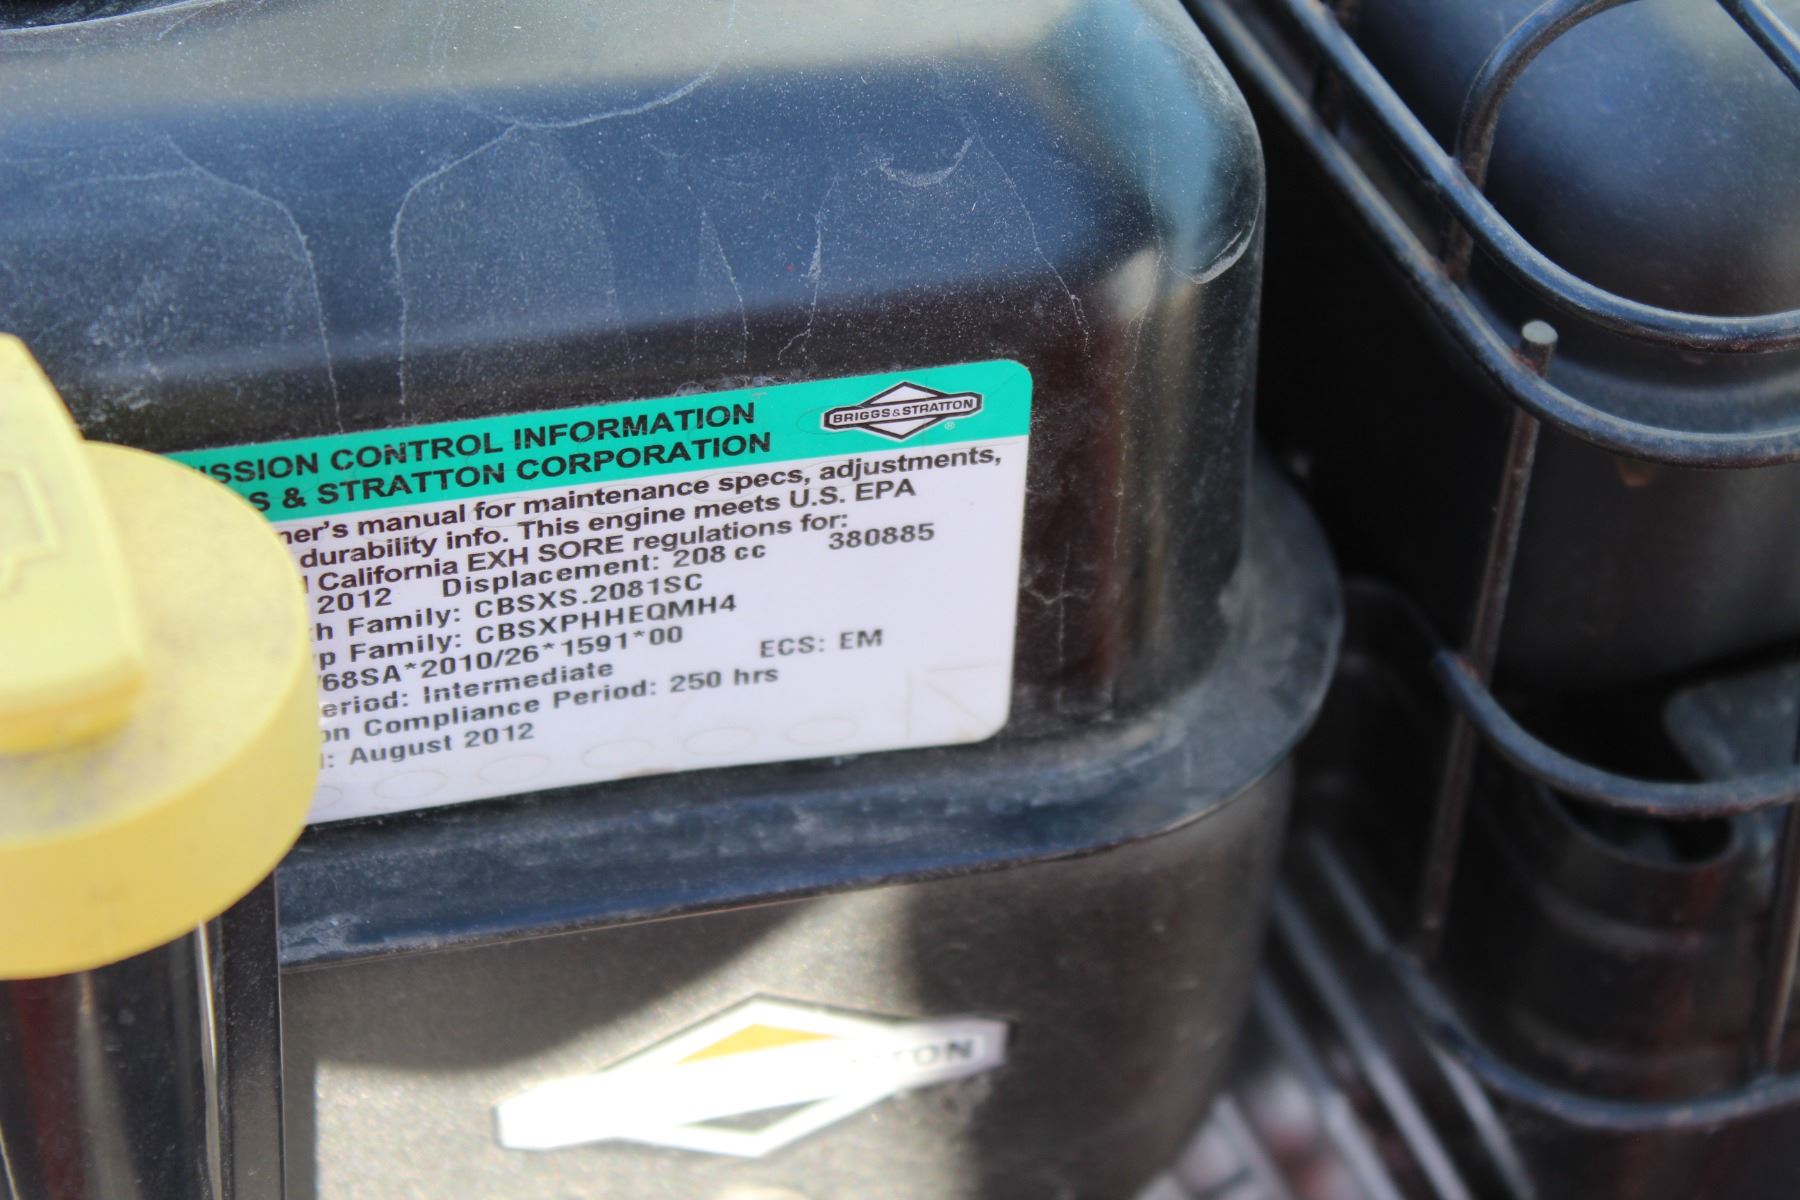 ISSION CONTROL INFORMATION
S & STRATTON CORPORATION
BRIGGS&STRATTON
®
ner's manual for maintenance specs, adjustments,
durability info. This engine meets U.S. EPA
California EXH SORE regulations for:
2012 Displacement: 208 cc 380885
h Family: CBSXS.2081SC
p Family: CBSXPHHEQMH4
68SA*2010/26*1591*00
eriod: Intermediate ECS: EM
on Compliance Period: 250 hrs
: August 2012
TON